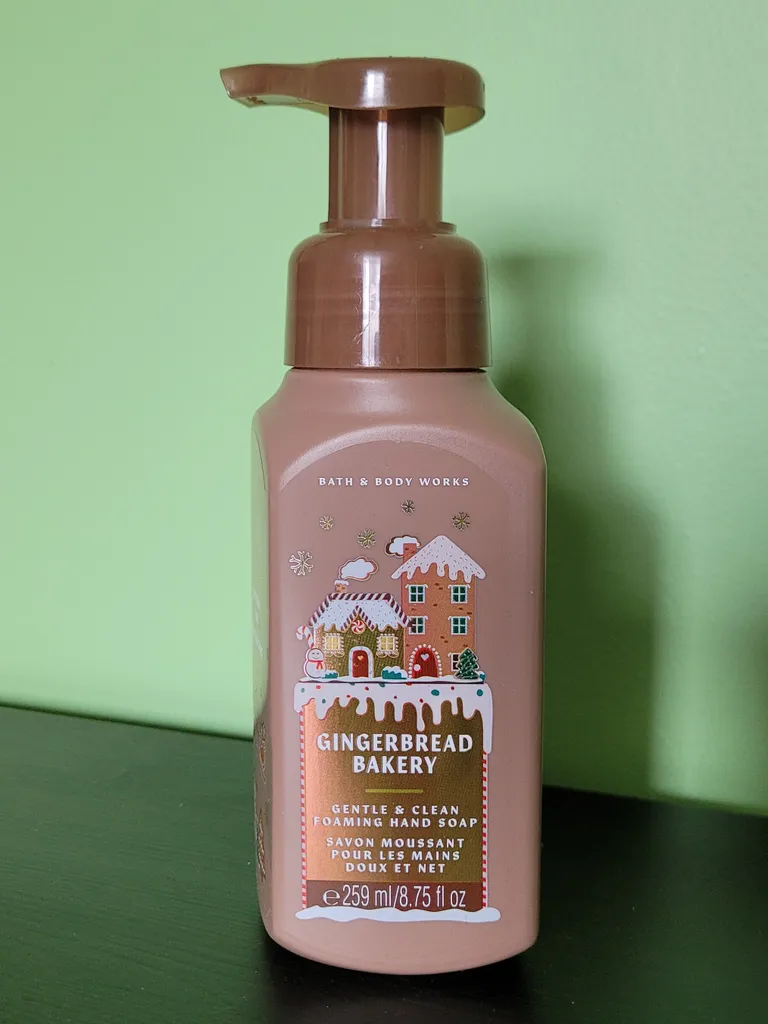 BATH & BODY WORKS
GINGERBREAD
BAKERY
GENTLE & CLEAN
FOAMING HAND SOAP
SAVON MOUSSANT
POUR LES MAINS
DOUX ET NET
℮259 ml/8.75 fl oz